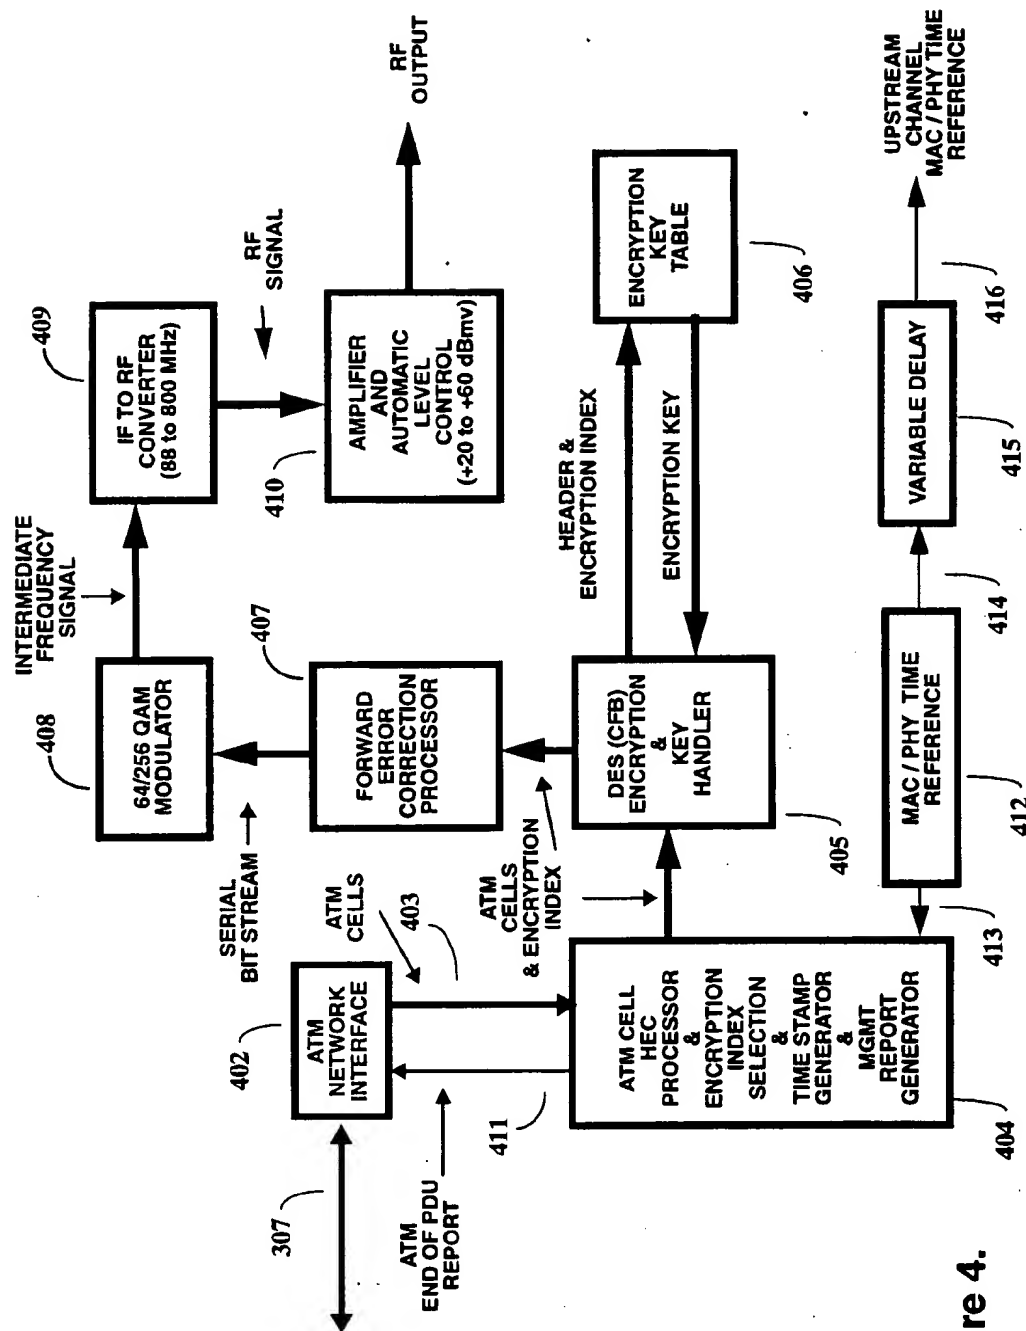 RF
OUTPUT
409
IF TO RF
CONVERTER
(88 to 800 MHz)
RF
SIGNAL
AMPLIFIER
AND
AUTOMATIC
LEVEL
CONTROL
(+20 to +60 dBmv)
410
INTERMEDIATE
FREQUENCY
SIGNAL
408
64/256 QAM
MODULATOR
SERIAL
BIT STREAM
407
FORWARD
ERROR
CORRECTION
PROCESSOR
ATM
CELLS
& ENCRYPTION
INDEX
DES (CFB)
ENCRYPTION
&
KEY
HANDLER
405
HEADER &
ENCRYPTION INDEX
ENCRYPTION KEY
ENCRYPTION
KEY
TABLE
406
307
402
ATM
NETWORK
INTERFACE
ATM
CELLS
403
ATM
END OF PDU
REPORT
411
ATM CELL
HEC
PROCESSOR
&
ENCRYPTION
INDEX
SELECTION
&
TIME STAMP
GENERATOR
&
MGMT
REPORT
GENERATOR
404
413
MAC / PHY TIME
REFERENCE
412
414
VARIABLE DELAY
415
416
UPSTREAM
CHANNEL
MAC / PHY TIME
REFERENCE
re 4.